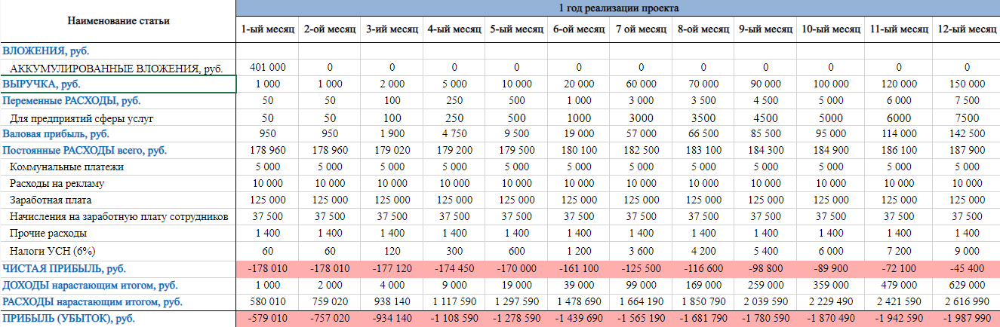 Наименование статьи
1 год реализации проекта
1-ый месяц 2-ой месяц 3-ий месяц 4-ый месяц 5-ый месяц 6-ой месяц 7 ой месяц 8-ой месяц 9-ый месяц 10-ый месяц 11-ый месяц 12-ый месяц
ВЛОЖЕНИЯ, руб.
АККУМУЛИРОВАННЫЕ ВЛОЖЕНИЯ, руб. 401 000 0 0 0 0 0 0 0 0 0 0 0
ВЫРУЧКА, руб. 1 000 1 000 2 000 5 000 10 000 20 000 60 000 70 000 90 000 100 000 120 000 150 000
Переменные РАСХОДЫ, руб. 50 50 100 250 500 1 000 3 000 3 500 4 500 5 000 6 000 7 500
Для предприятий сферы услуг 50 50 100 250 500 1000 3000 3500 4500 5000 6000 7500
Валовая прибыль, руб. 950 950 1 900 4 750 9 500 19 000 57 000 66 500 85 500 95 000 114 000 142 500
Постоянные РАСХОДЫ всего, руб. 178 960 178 960 179 020 179 200 179 500 180 100 182 500 183 100 184 300 184 900 186 100 187 900
Коммунальные платежи 5 000 5 000 5 000 5 000 5 000 5 000 5 000 5 000 5 000 5 000 5 000 5 000
Расходы на рекламу 10 000 10 000 10 000 10 000 10 000 10 000 10 000 10 000 10 000 10 000 10 000 10 000
Заработная плата 125 000 125 000 125 000 125 000 125 000 125 000 125 000 125 000 125 000 125 000 125 000 125 000
Начисления на заработную плату сотрудников 37 500 37 500 37 500 37 500 37 500 37 500 37 500 37 500 37 500 37 500 37 500 37 500
Прочие расходы 1 400 1 400 1 400 1 400 1 400 1 400 1 400 1 400 1 400 1 400 1 400 1 400
Налоги УСН (6%) 60 60 120 300 600 1 200 3 600 4 200 5 400 6 000 7 200 9 000
ЧИСТАЯ ПРИБЫЛЬ, руб. -178 010 -178 010 -177 120 -174 450 -170 000 -161 100 -125 500 -116 600 -98 800 -89 900 -72 100 -45 400
ДОХОДЫ нарастающим итогом, руб. 1 000 2 000 4 000 9 000 19 000 39 000 99 000 169 000 259 000 359 000 479 000 629 000
РАСХОДЫ нарастающим итогом, руб. 580 010 759 020 938 140 1 117 590 1 297 590 1 478 690 1 664 190 1 850 790 2 039 590 2 229 490 2 421 590 2 616 990
ПРИБЫЛЬ (УБЫТОК), руб. -579 010 -757 020 -934 140 -1 108 590 -1 278 590 -1 439 690 -1 565 190 -1 681 790 -1 780 590 -1 870 490 -1 942 590 -1 987 990